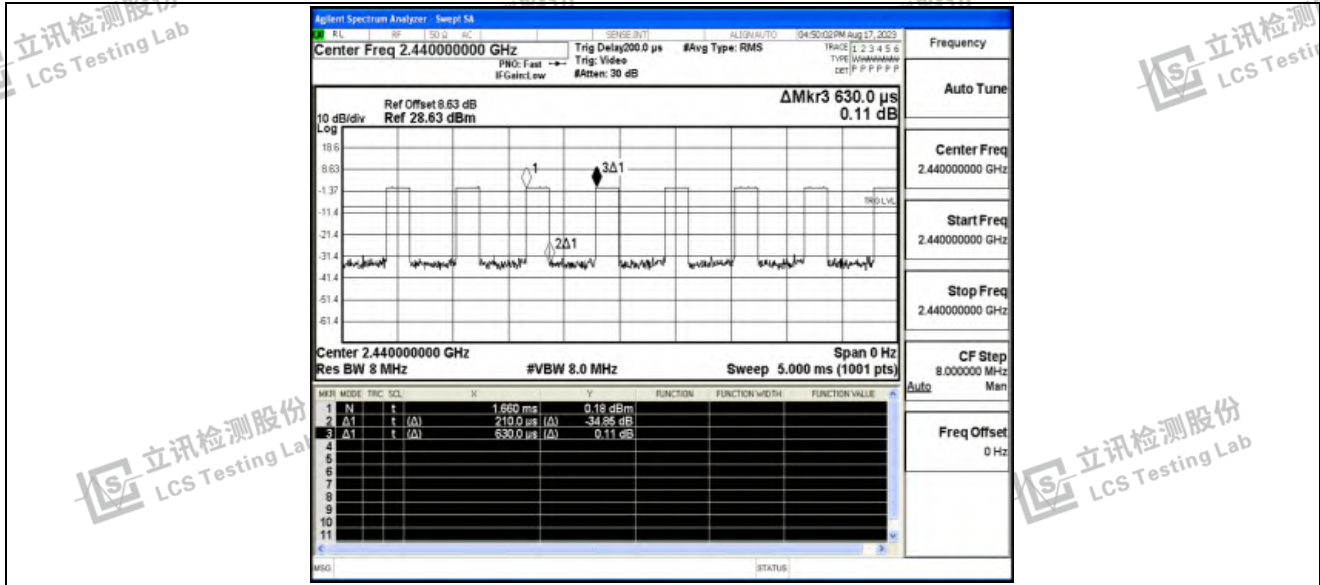 立讯检测股份
LCS Testing Lab
立讯检测
LCS Testing
Agilent Spectrum Analyzer - Swept SA
RL RF 50 Ω AC SENSE:INT ALIGN AUTO 04:50:02 PM Aug 17, 2023
Center Freq 2.440000000 GHz
PNO: Fast
IFGain:Low
Trig Delay200.0 µs
Trig: Video
#Atten: 30 dB
#Avg Type: RMS
TRACE 1 2 3 4 5 6
TYPE
DET P P P P P P
Frequency
Auto Tune
Center Freq
2.440000000 GHz
Start Freq
2.440000000 GHz
Stop Freq
2.440000000 GHz
CF Step
8.000000 MHz
Auto Man
Freq Offset
0 Hz
ΔMkr3 630.0 µs
0.11 dB
Ref Offset 8.63 dB
10 dB/div Ref 28.63 dBm
Log
18.6
8.63
-1.37
-11.4
-21.4
-31.4
-41.4
-51.4
-61.4
1
3Δ1
TRIG LVL
2Δ1
Center 2.440000000 GHz Span 0 Hz
Res BW 8 MHz #VBW 8.0 MHz Sweep 5.000 ms (1001 pts)
MKR MODE TRC SCL X Y FUNCTION FUNCTION WIDTH FUNCTION VALUE
1 N t 1.660 ms 0.18 dBm
2 Δ1 t (Δ) 210.0 µs (Δ) -34.85 dB
3 Δ1 t (Δ) 630.0 µs (Δ) 0.11 dB
4
5
6
7
8
9
10
11
MSG STATUS
立讯检测股份
LCS Testing Lab
立讯检测股份
LCS Testing Lab